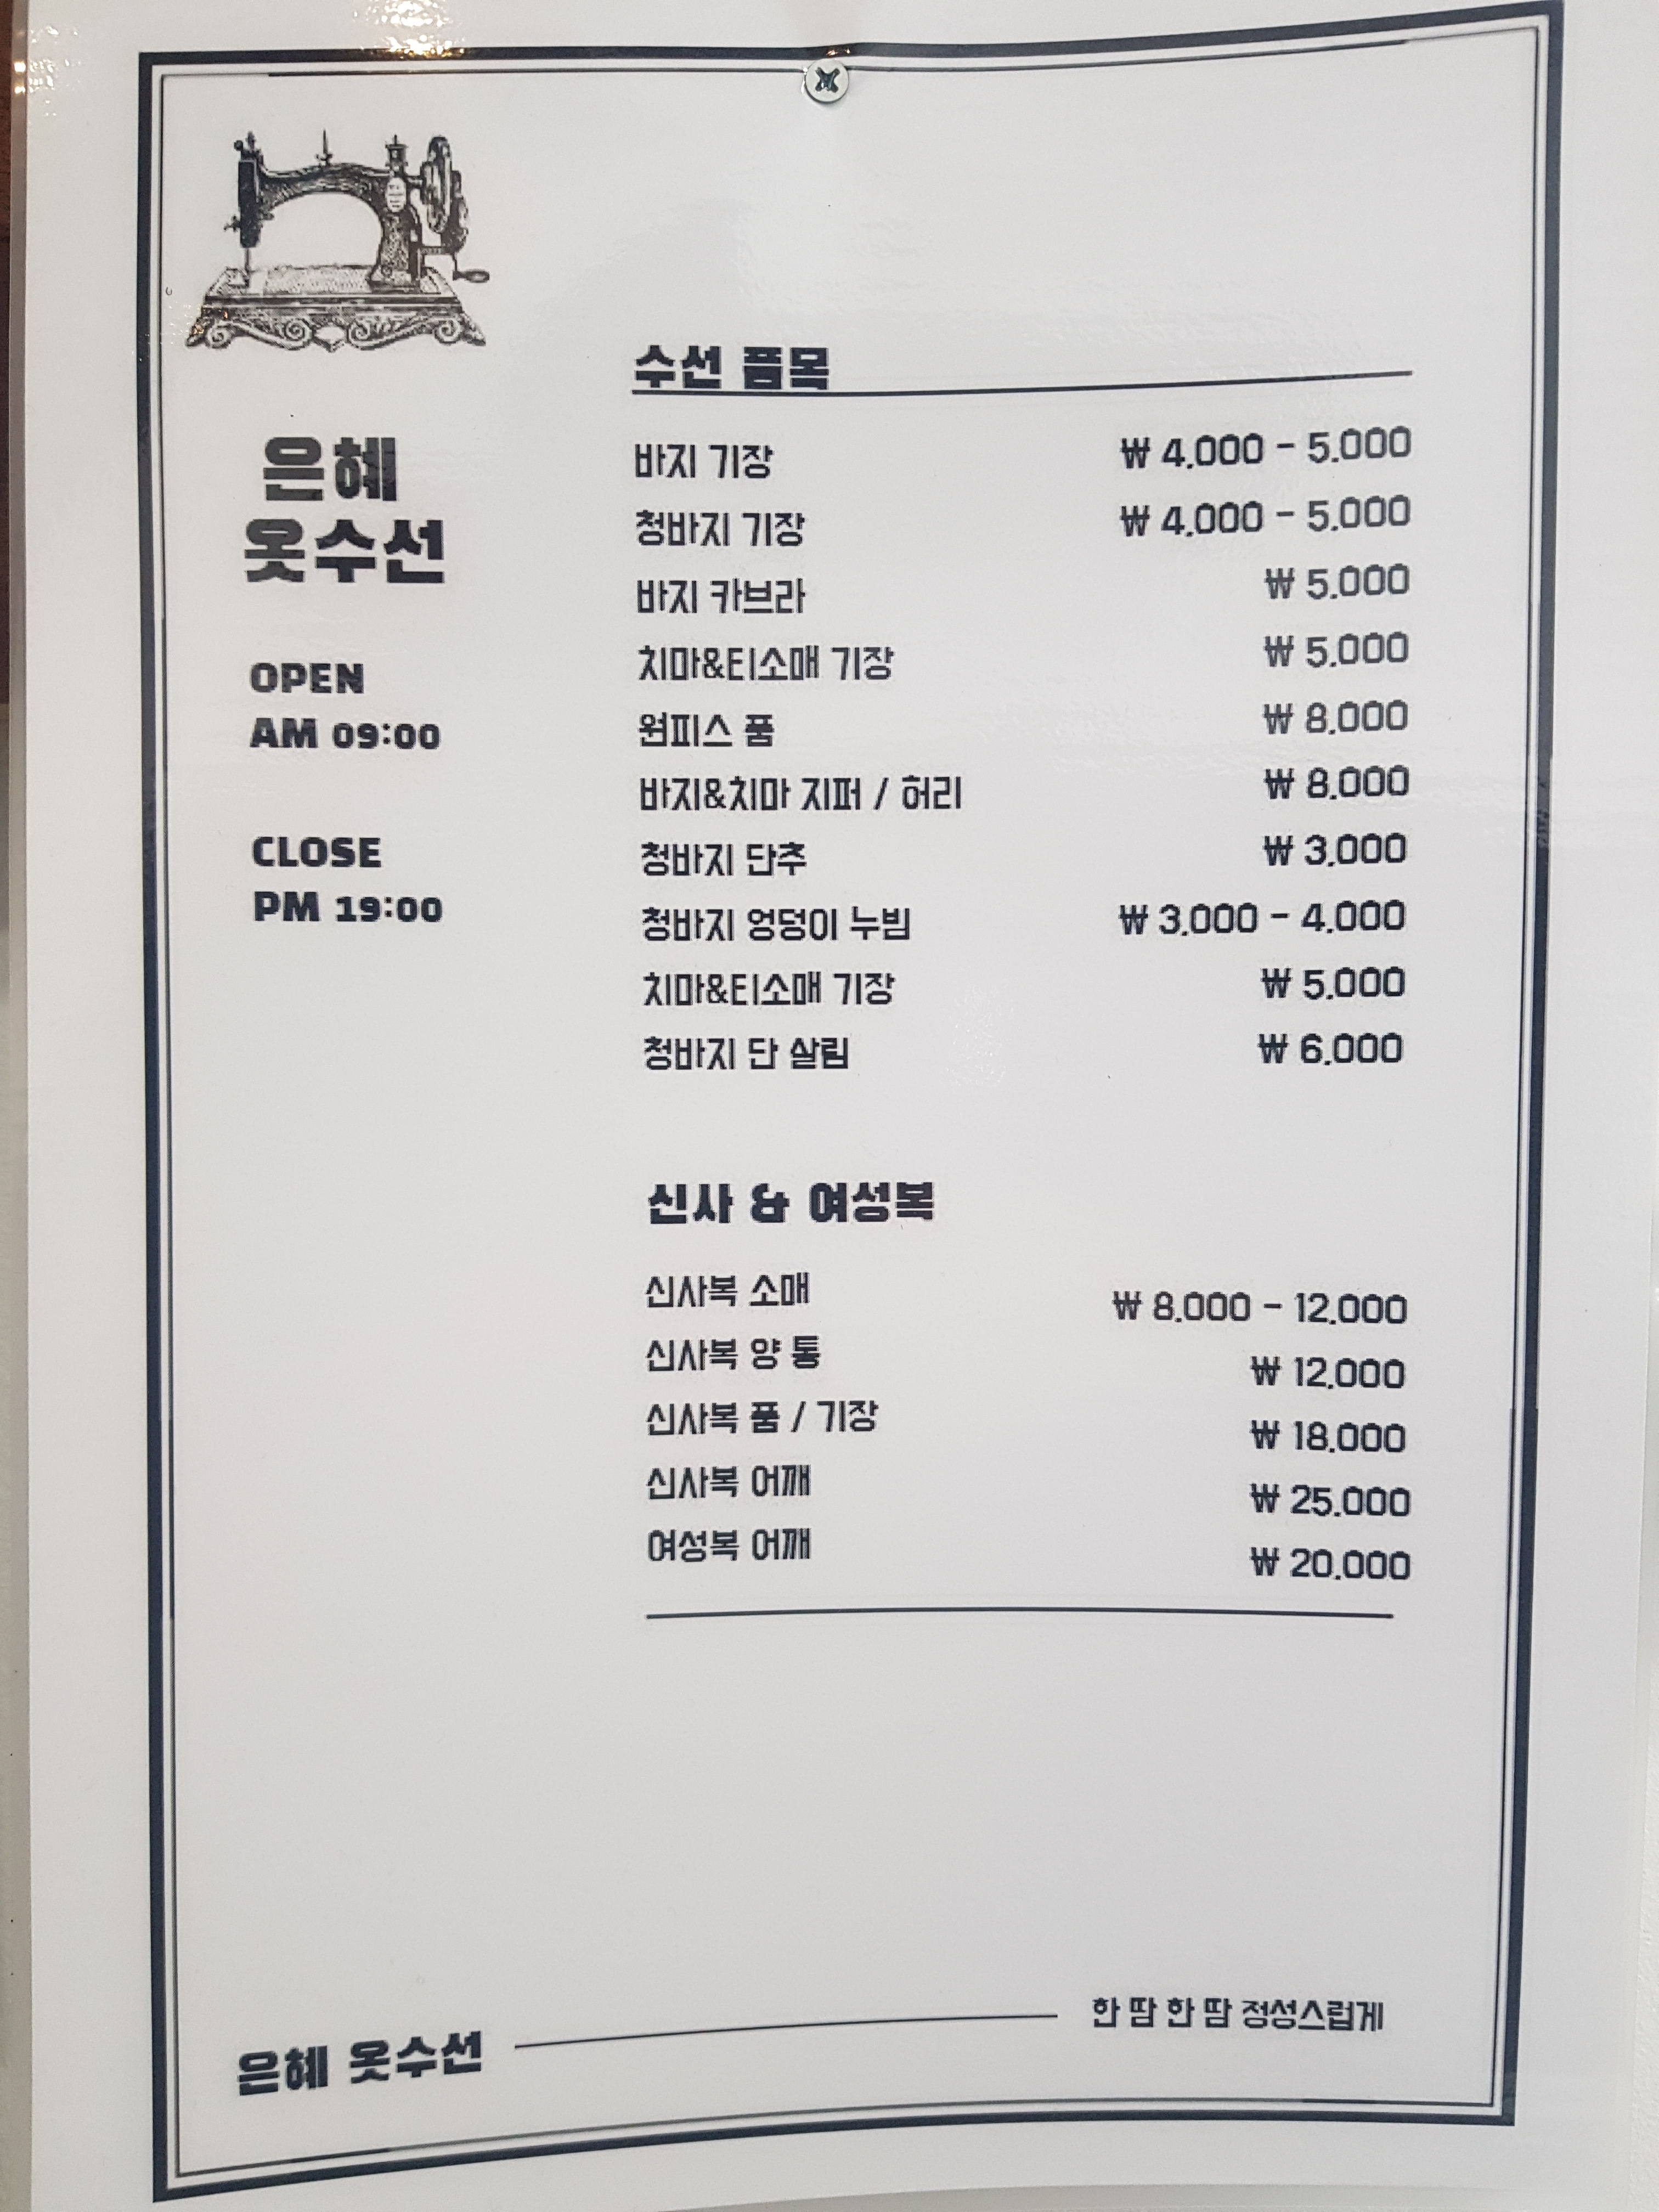 은혜
옷수선
OPEN
AM 09:00
CLOSE
PM 19:00
수선 품목
바지 기장 ₩ 4.000 - 5.000
청바지 기장 ₩ 4.000 - 5.000
바지 카브라 ₩ 5.000
치마&티소매 기장 ₩ 5.000
원피스 품 ₩ 8.000
바지&치마 지퍼 / 허리 ₩ 8.000
청바지 단추 ₩ 3.000
청바지 엉덩이 누빔 ₩ 3.000 - 4.000
치마&티소매 기장 ₩ 5.000
청바지 단 살림 ₩ 6.000
신사 & 여성복
신사복 소매 ₩ 8.000 - 12.000
신사복 양 통 ₩ 12.000
신사복 품 / 기장 ₩ 18.000
신사복 어깨 ₩ 25.000
여성복 어깨 ₩ 20.000
은혜 옷수선 한 땀 한 땀 정성스럽게